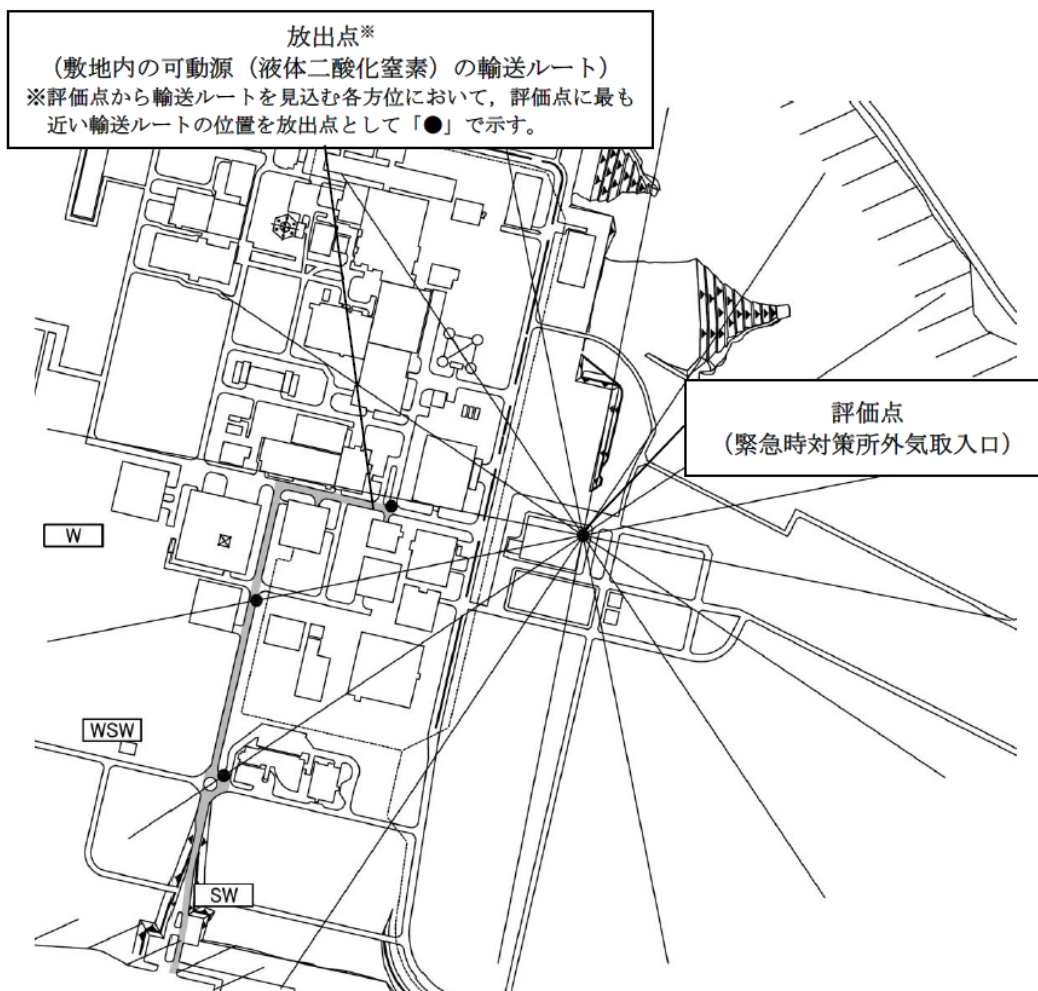 放出点※
(敷地内の可動源(液体二酸化窒素)の輸送ルート)
※評価点から輸送ルートを見込む各方位において,評価点に最も
近い輸送ルートの位置を放出点として「●」で示す。
評価点
(緊急時対策所外気取入口)
W
WSW
SW